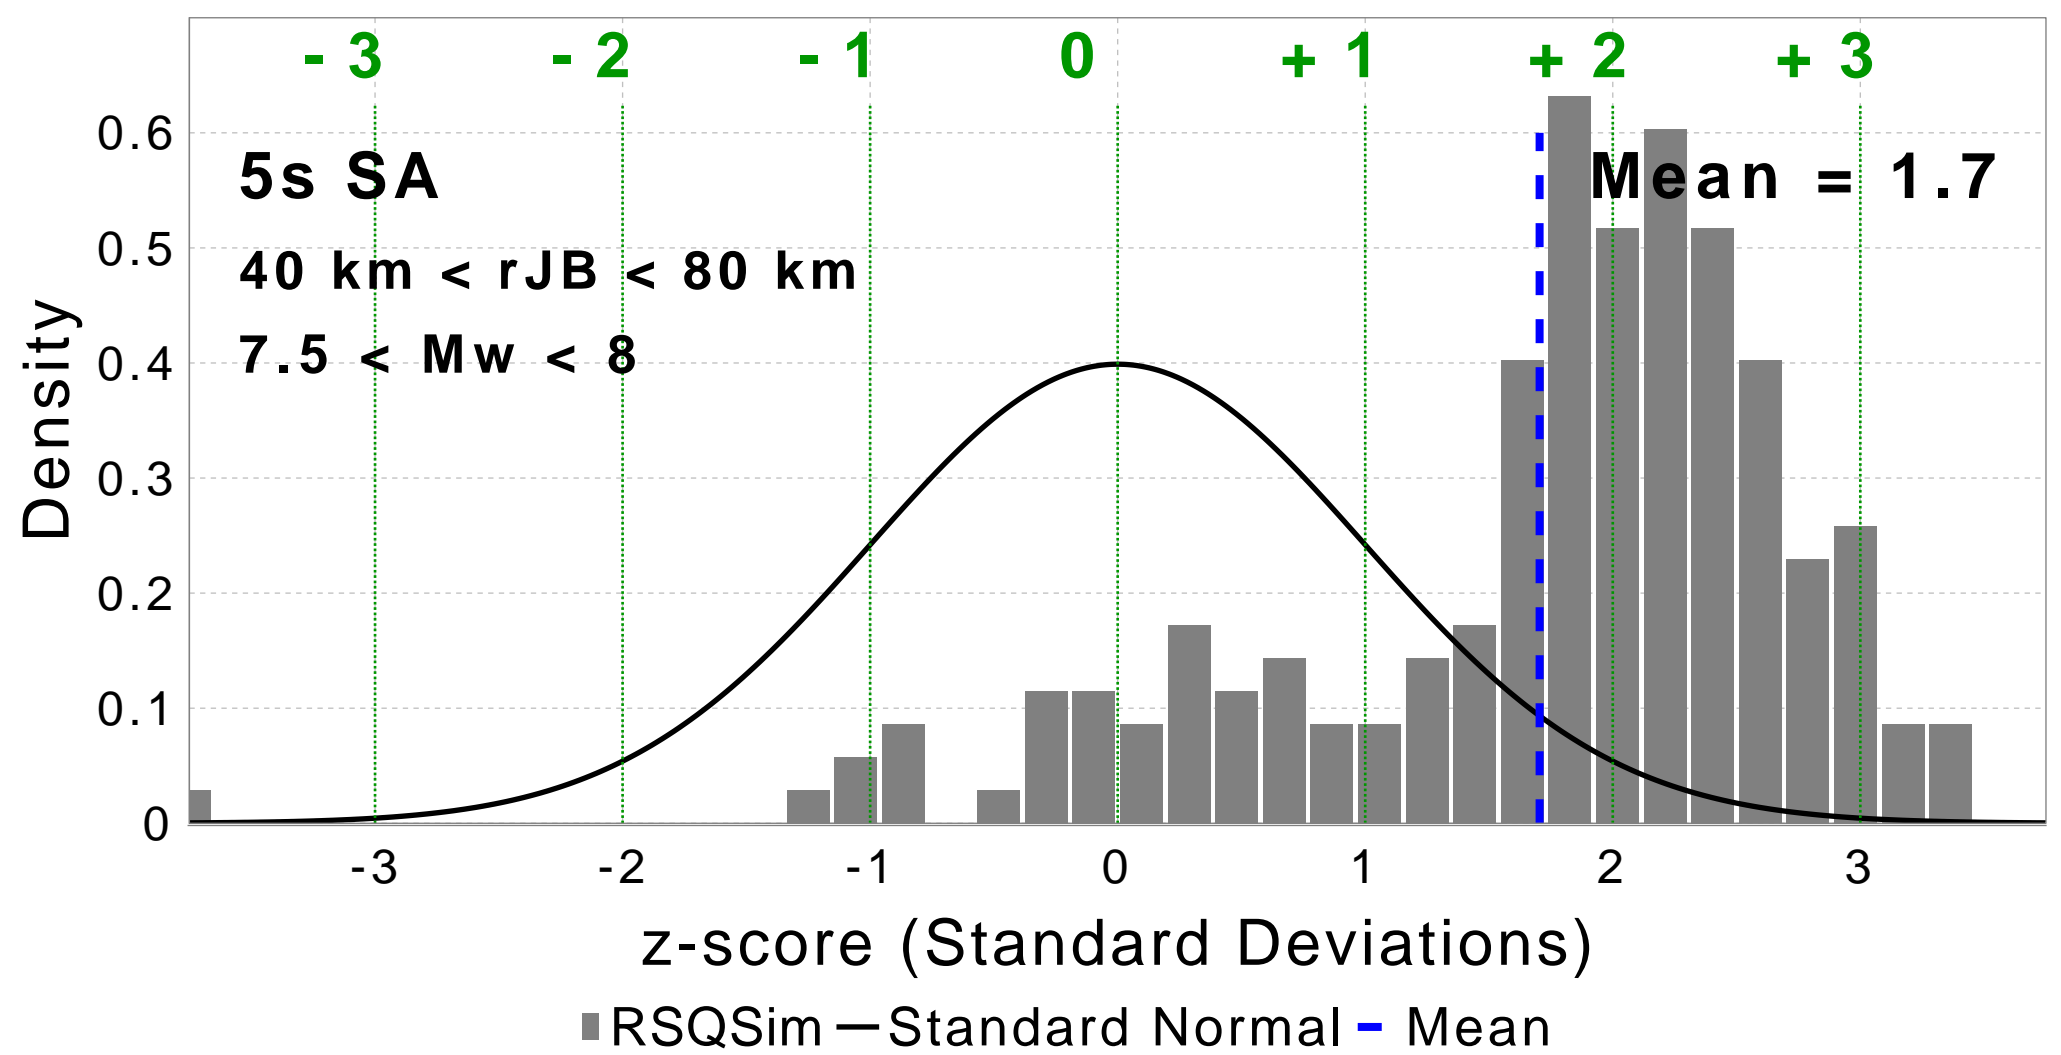 - 3 - 2 - 1 0 + 1 + 2 + 3
0.6
5s SA
Mean = 1.7
0.5
40 km < rJB < 80 km
7.5 < Mw < 8
0.4
0.3
0.2
0.1
0
Density
-3 -2 -1 0 1 2 3
z-score (Standard Deviations)
RSQSim Standard Normal Mean